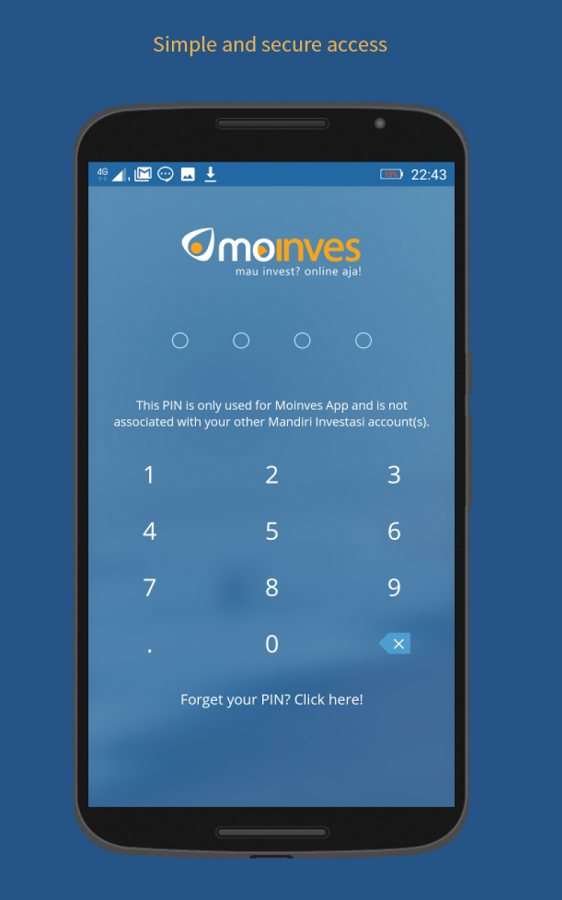 Simple and secure access
4G
22:43
moinves
mau invest? online aja!
This PIN is only used for Moinves App and is not
associated with your other Mandiri Investasi account(s).
1 2 3
4 5 6
7 8 9
. 0
Forget your PIN? Click here!